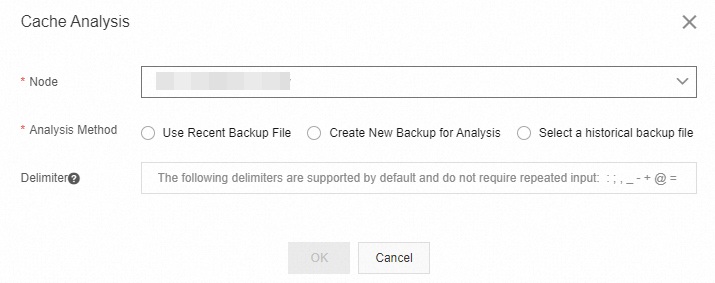 Cache Analysis
* Node
* Analysis Method Use Recent Backup File Create New Backup for Analysis Select a historical backup file
Delimiter The following delimiters are supported by default and do not require repeated input: : ; , _ - + @ =
OK Cancel